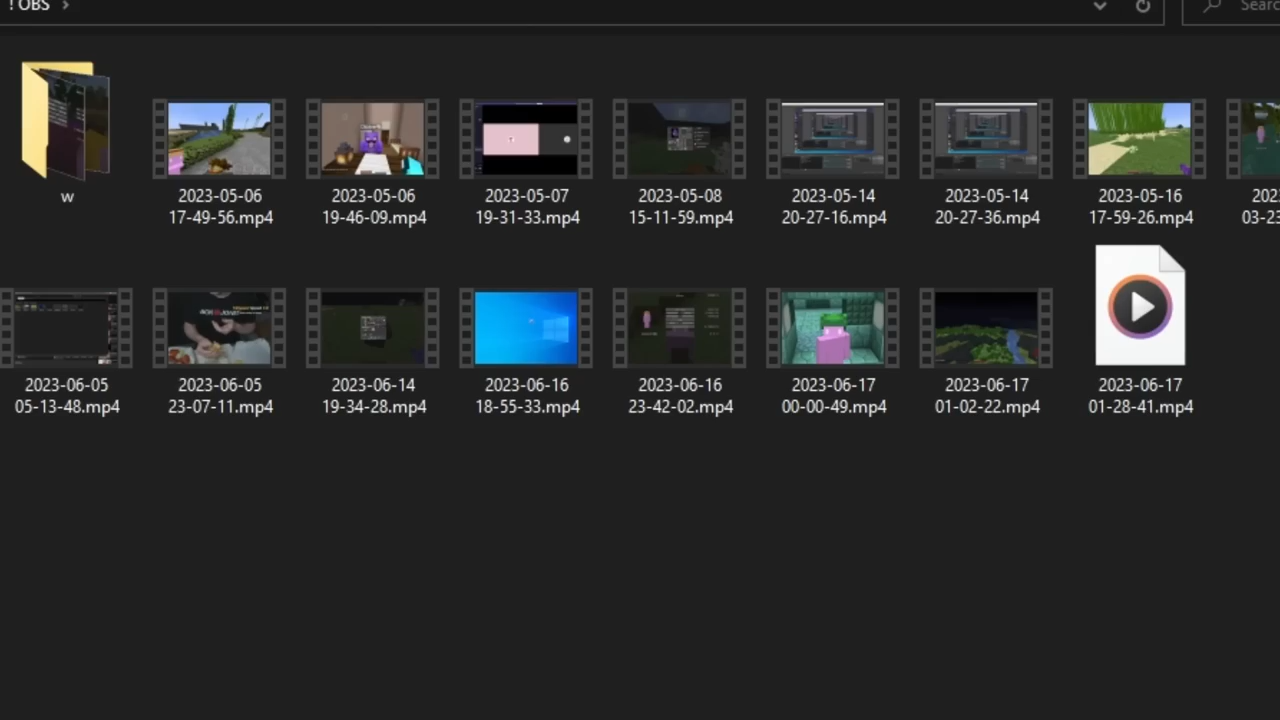 ! OBS
Searc
w
2023-05-06
17-49-56.mp4
2023-05-06
19-46-09.mp4
2023-05-07
19-31-33.mp4
2023-05-08
15-11-59.mp4
2023-05-14
20-27-16.mp4
2023-05-14
20-27-36.mp4
2023-05-16
17-59-26.mp4
202
03-23
2023-06-05
05-13-48.mp4
2023-06-05
23-07-11.mp4
2023-06-14
19-34-28.mp4
2023-06-16
18-55-33.mp4
2023-06-16
23-42-02.mp4
2023-06-17
00-00-49.mp4
2023-06-17
01-02-22.mp4
2023-06-17
01-28-41.mp4